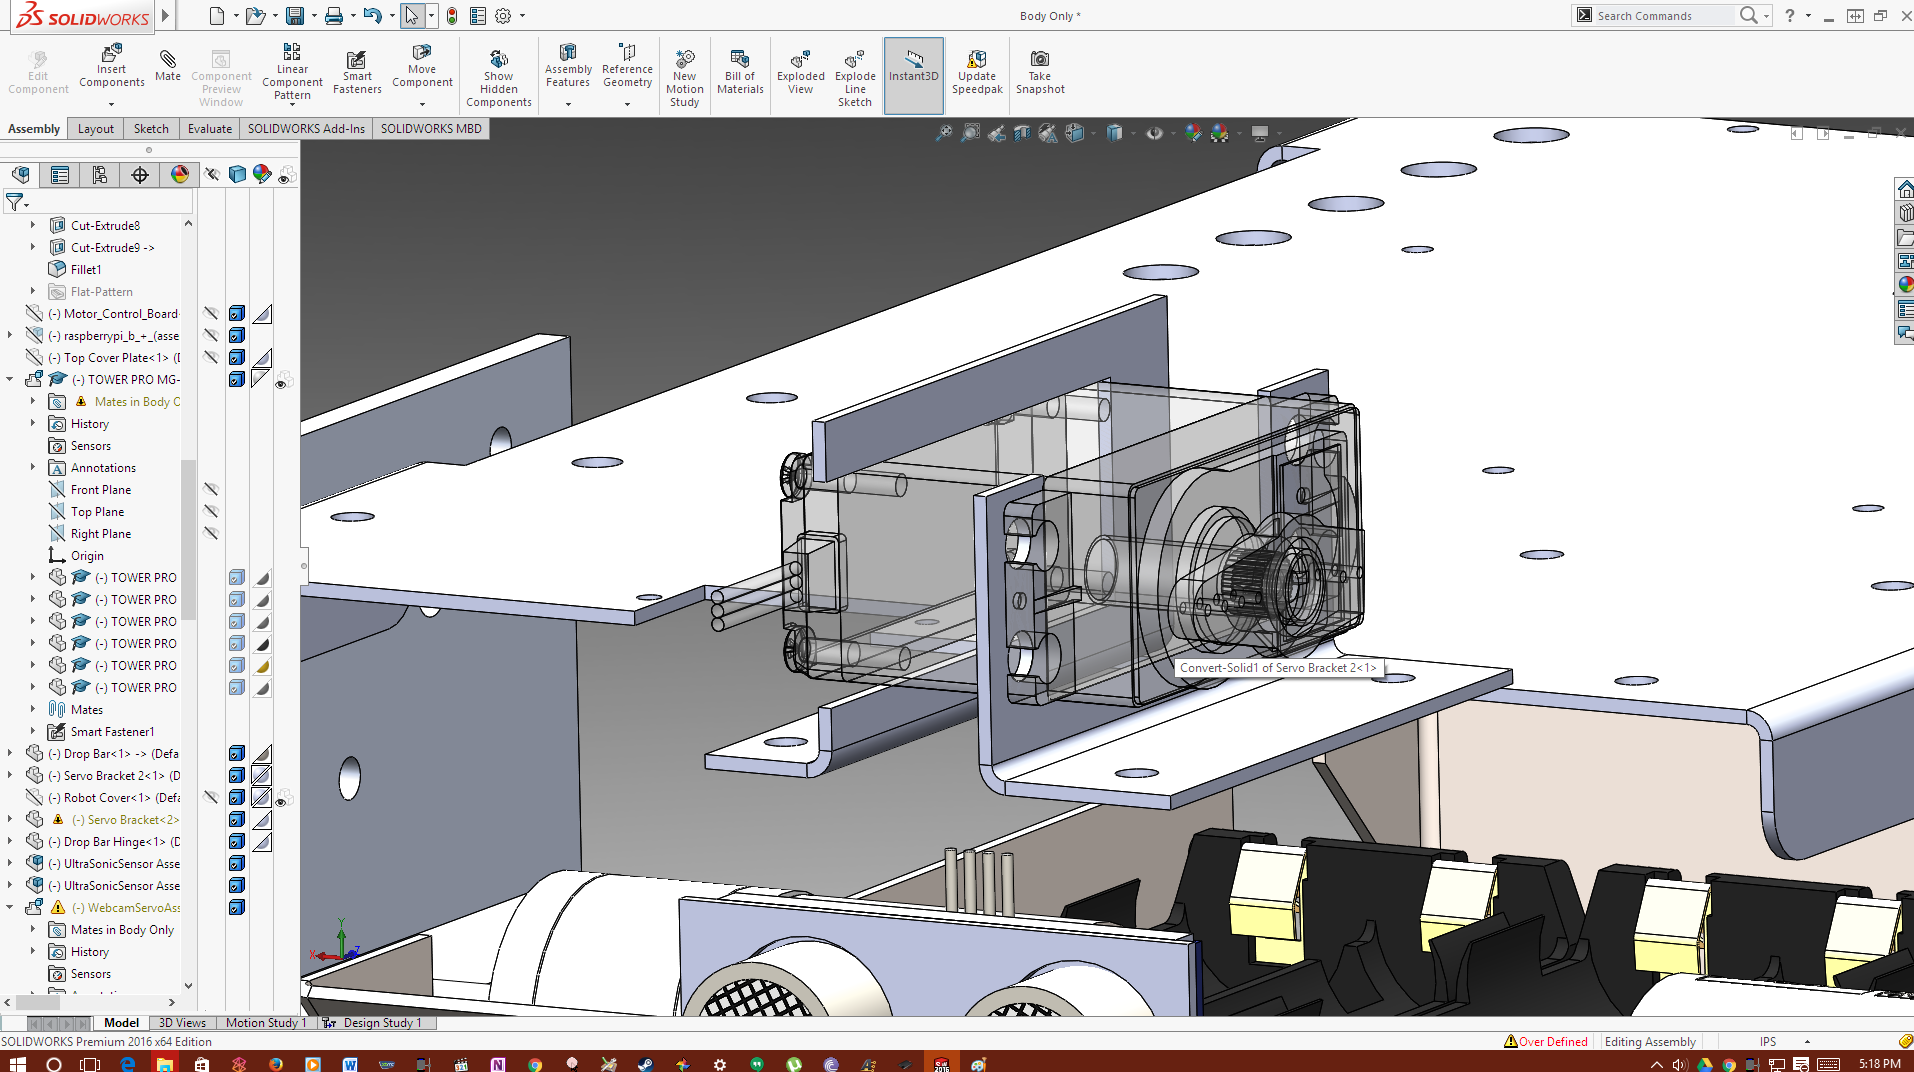 SOLIDWORKS
Body Only *
Search Commands
?
Edit Component
Insert Components
Mate
Component Preview Window
Linear Component Pattern
Smart Fasteners
Move Component
Show Hidden Components
Assembly Features
Reference Geometry
New Motion Study
Bill of Materials
Exploded View
Explode Line Sketch
Instant3D
Update Speedpak
Take Snapshot
Assembly
Layout
Sketch
Evaluate
SOLIDWORKS Add-Ins
SOLIDWORKS MBD
Cut-Extrude8
Cut-Extrude9 ->
Fillet1
Flat-Pattern
(-) Motor_Control_Board
(-) raspberrypi_b_+_(asse
(-) Top Cover Plate<1> (D
(-) TOWER PRO MG-
Mates in Body O
History
Sensors
Annotations
Front Plane
Top Plane
Right Plane
Origin
(-) TOWER PRO
(-) TOWER PRO
(-) TOWER PRO
(-) TOWER PRO
(-) TOWER PRO
(-) TOWER PRO
Mates
Smart Fastener1
(-) Drop Bar<1> -> (Defa
(-) Servo Bracket 2<1> (D
(-) Robot Cover<1> (Defa
(-) Servo Bracket<2>
(-) Drop Bar Hinge<1> (D
(-) UltraSonicSensor Asse
(-) UltraSonicSensor Asse
(-) WebcamServoAss
Mates in Body Only
History
Sensors
Convert-Solid1 of Servo Bracket 2<1>
Y
X
Z
Model
3D Views
Motion Study 1
Design Study 1
SOLIDWORKS Premium 2016 x64 Edition
Over Defined
Editing Assembly
IPS
5:18 PM